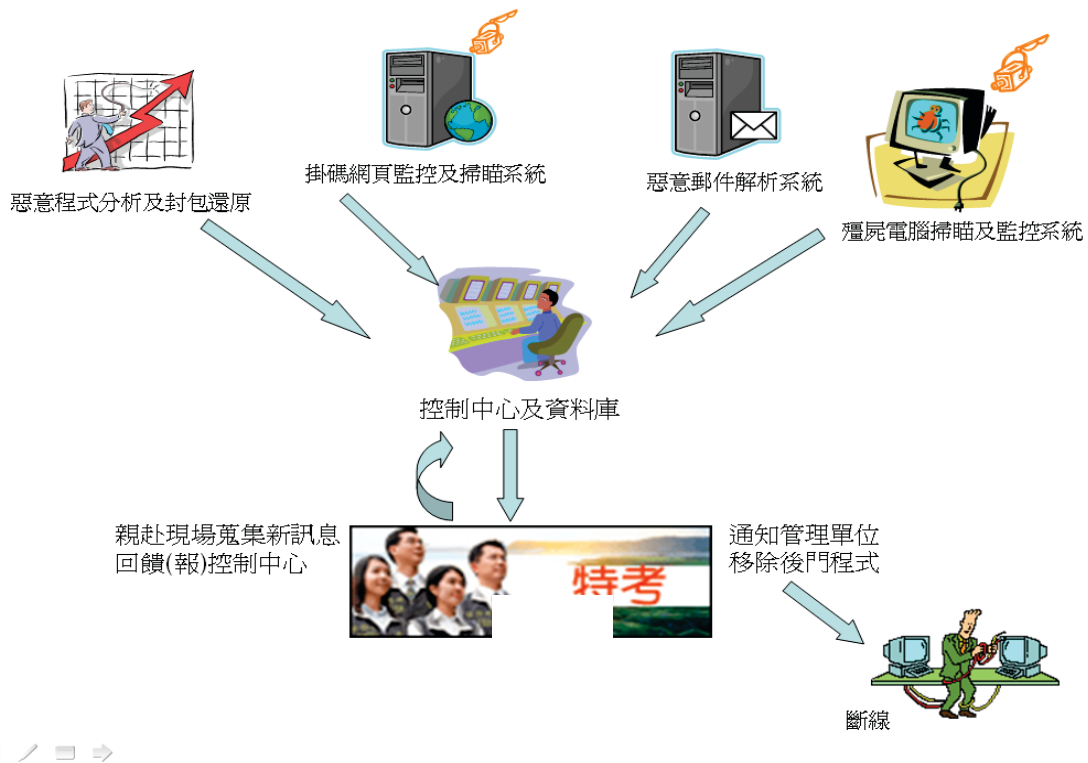 惡意程式分析及封包還原
掛碼網頁監控及掃瞄系統
惡意郵件解析系統
殭屍電腦掃瞄及監控系統
控制中心及資料庫
親赴現場蒐集新訊息
回饋(報)控制中心
特考
通知管理單位
移除後門程式
斷線